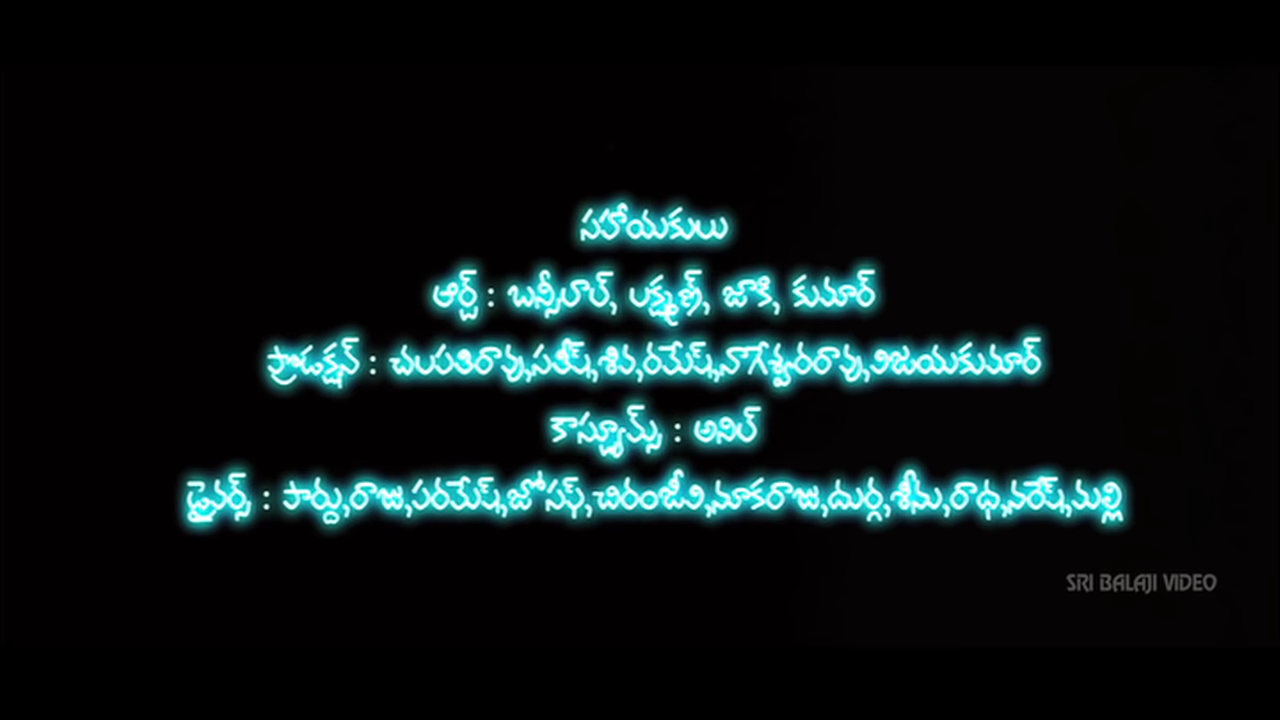 సహాయకులు
ఆర్ట్ : బన్సీలాల్, లక్ష్మణ్, జాకి, కుమార్
ప్రొడక్షన్ : చలపతిరావు,సతీష్,శివ,రమేష్,నాగేశ్వరరావు,విజయకుమార్
కాస్ట్యూమ్స్ : అనిల్
డ్రైవర్స్ : పార్దు,రాజు,పరమేష్,జోసఫ్,చిరంజీవి,మాకరాజు,దుర్గ,శీను,రాధ,నరేష్,మల్లి
SRI BALAJI VIDEO